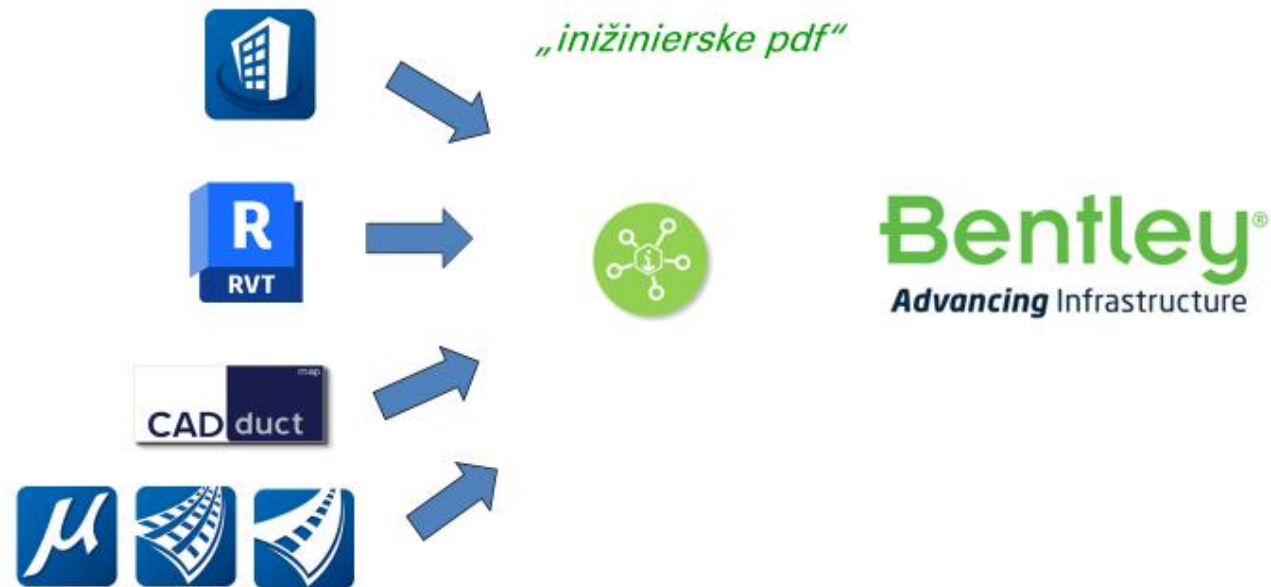 „inižinierske pdf“
R
RVT
Bentley®
Advancing Infrastructure
map
CAD duct
µ